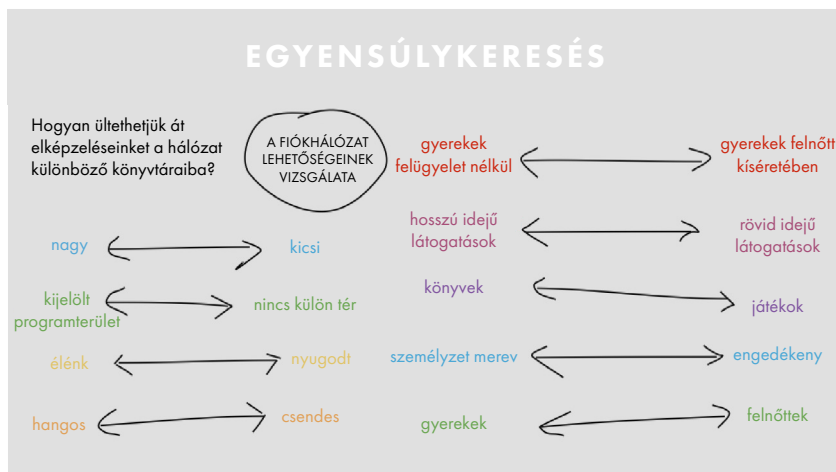 EGYENSÚLYKERESÉS
Hogyan ültethetjük át
elképzeléseinket a hálózat
különböző könyvtáraiba?
A FIÓKHÁLÓZAT
LEHETŐSÉGEINEK
VIZSGÁLATA
nagy
kicsi
kijelölt
programterület
nincs külön tér
élénk
nyugodt
hangos
csendes
gyerekek
felügyelet nélkül
gyerekek felnőtt
kíséretében
hosszú idejű
látogatások
rövid idejű
látogatások
könyvek
játékok
személyzet merev
engedékeny
gyerekek
felnőttek